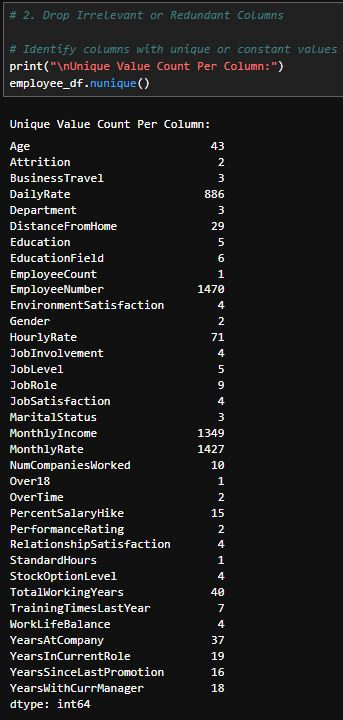 # 2. Drop Irrelevant or Redundant Columns
# Identify columns with unique or constant values
print("\nUnique Value Count Per Column:")
employee_df.nunique()
Unique Value Count Per Column:
Age 43
Attrition 2
BusinessTravel 3
DailyRate 886
Department 3
DistanceFromHome 29
Education 5
EducationField 6
EmployeeCount 1
EmployeeNumber 1470
EnvironmentSatisfaction 4
Gender 2
HourlyRate 71
JobInvolvement 4
JobLevel 5
JobRole 9
JobSatisfaction 4
MaritalStatus 3
MonthlyIncome 1349
MonthlyRate 1427
NumCompaniesWorked 10
Over18 1
OverTime 2
PercentSalaryHike 15
PerformanceRating 2
RelationshipSatisfaction 4
StandardHours 1
StockOptionLevel 4
TotalWorkingYears 40
TrainingTimesLastYear 7
WorkLifeBalance 4
YearsAtCompany 37
YearsInCurrentRole 19
YearsSinceLastPromotion 16
YearsWithCurrManager 18
dtype: int64